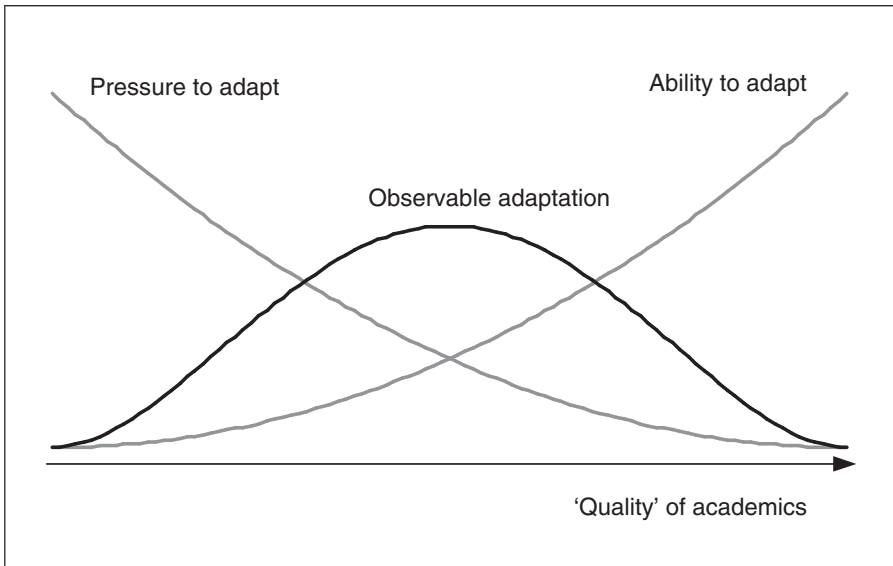 Pressure to adapt
Ability to adapt
Observable adaptation
‘Quality’ of academics